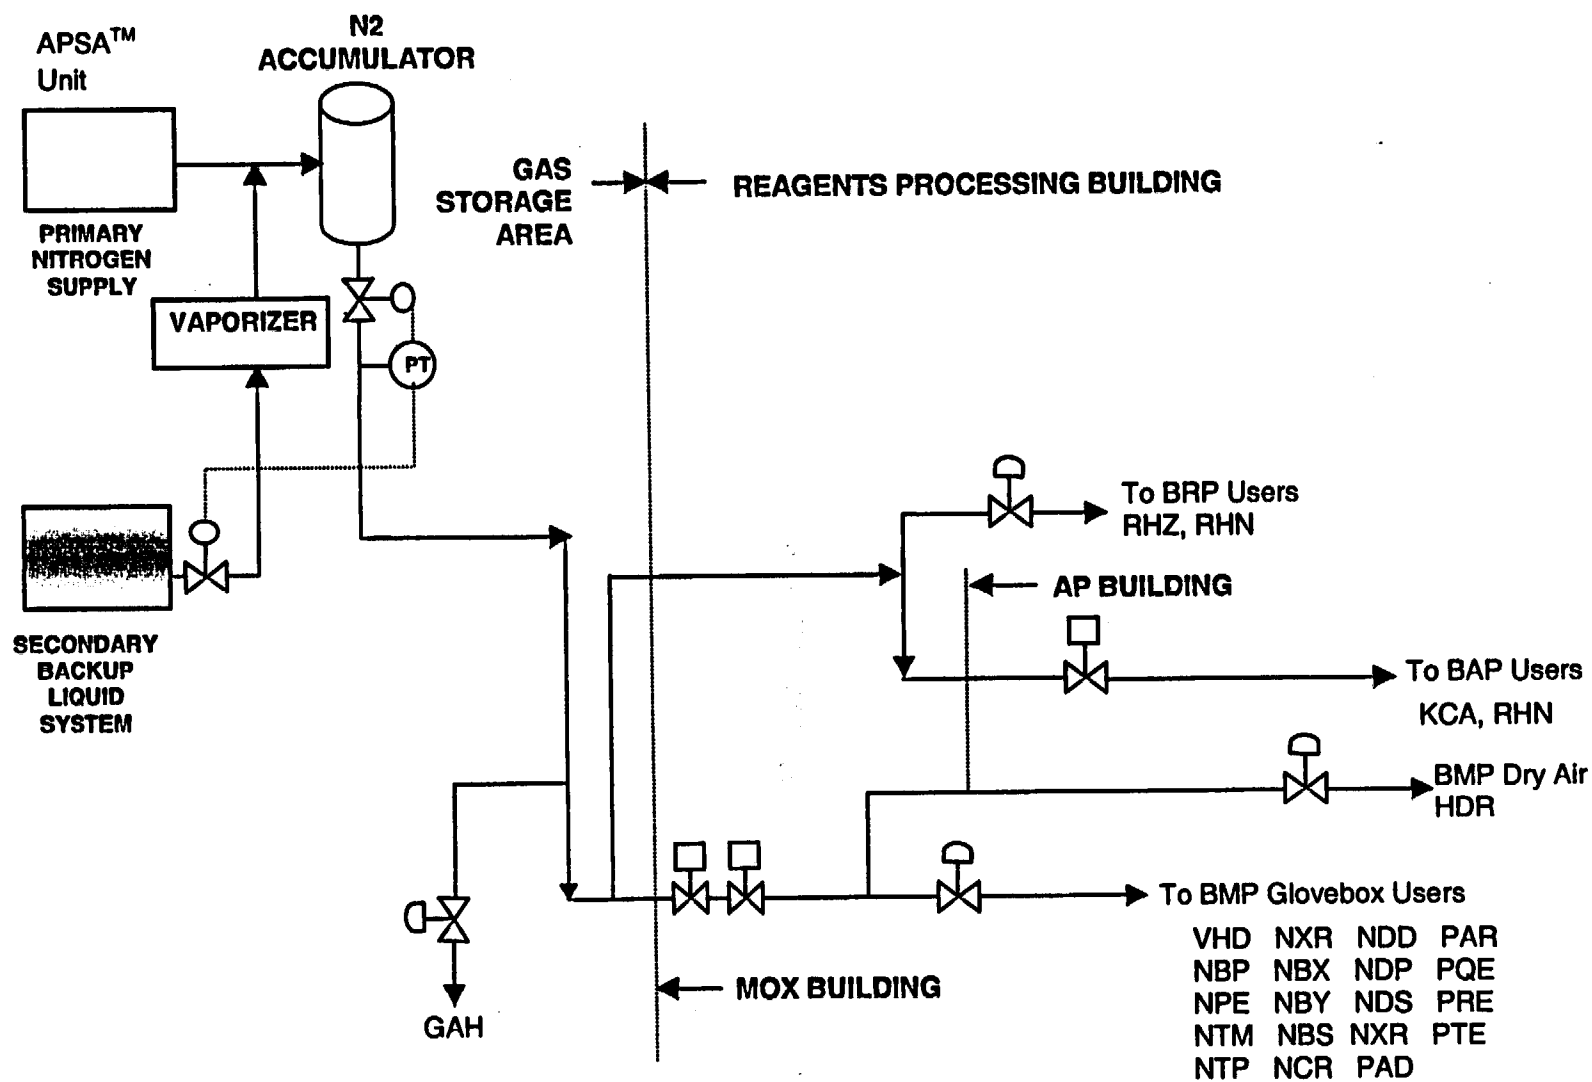 APSA™
Unit
N2
ACCUMULATOR
PRIMARY
NITROGEN
SUPPLY
VAPORIZER
PT
GAS
STORAGE
AREA
REAGENTS PROCESSING BUILDING
SECONDARY
BACKUP
LIQUID
SYSTEM
To BRP Users
RHZ, RHN
AP BUILDING
To BAP Users
KCA, RHN
BMP Dry Air
HDR
To BMP Glovebox Users
VHD NXR NDD PAR
NBP NBX NDP PQE
NPE NBY NDS PRE
NTM NBS NXR PTE
NTP NCR PAD
MOX BUILDING
GAH